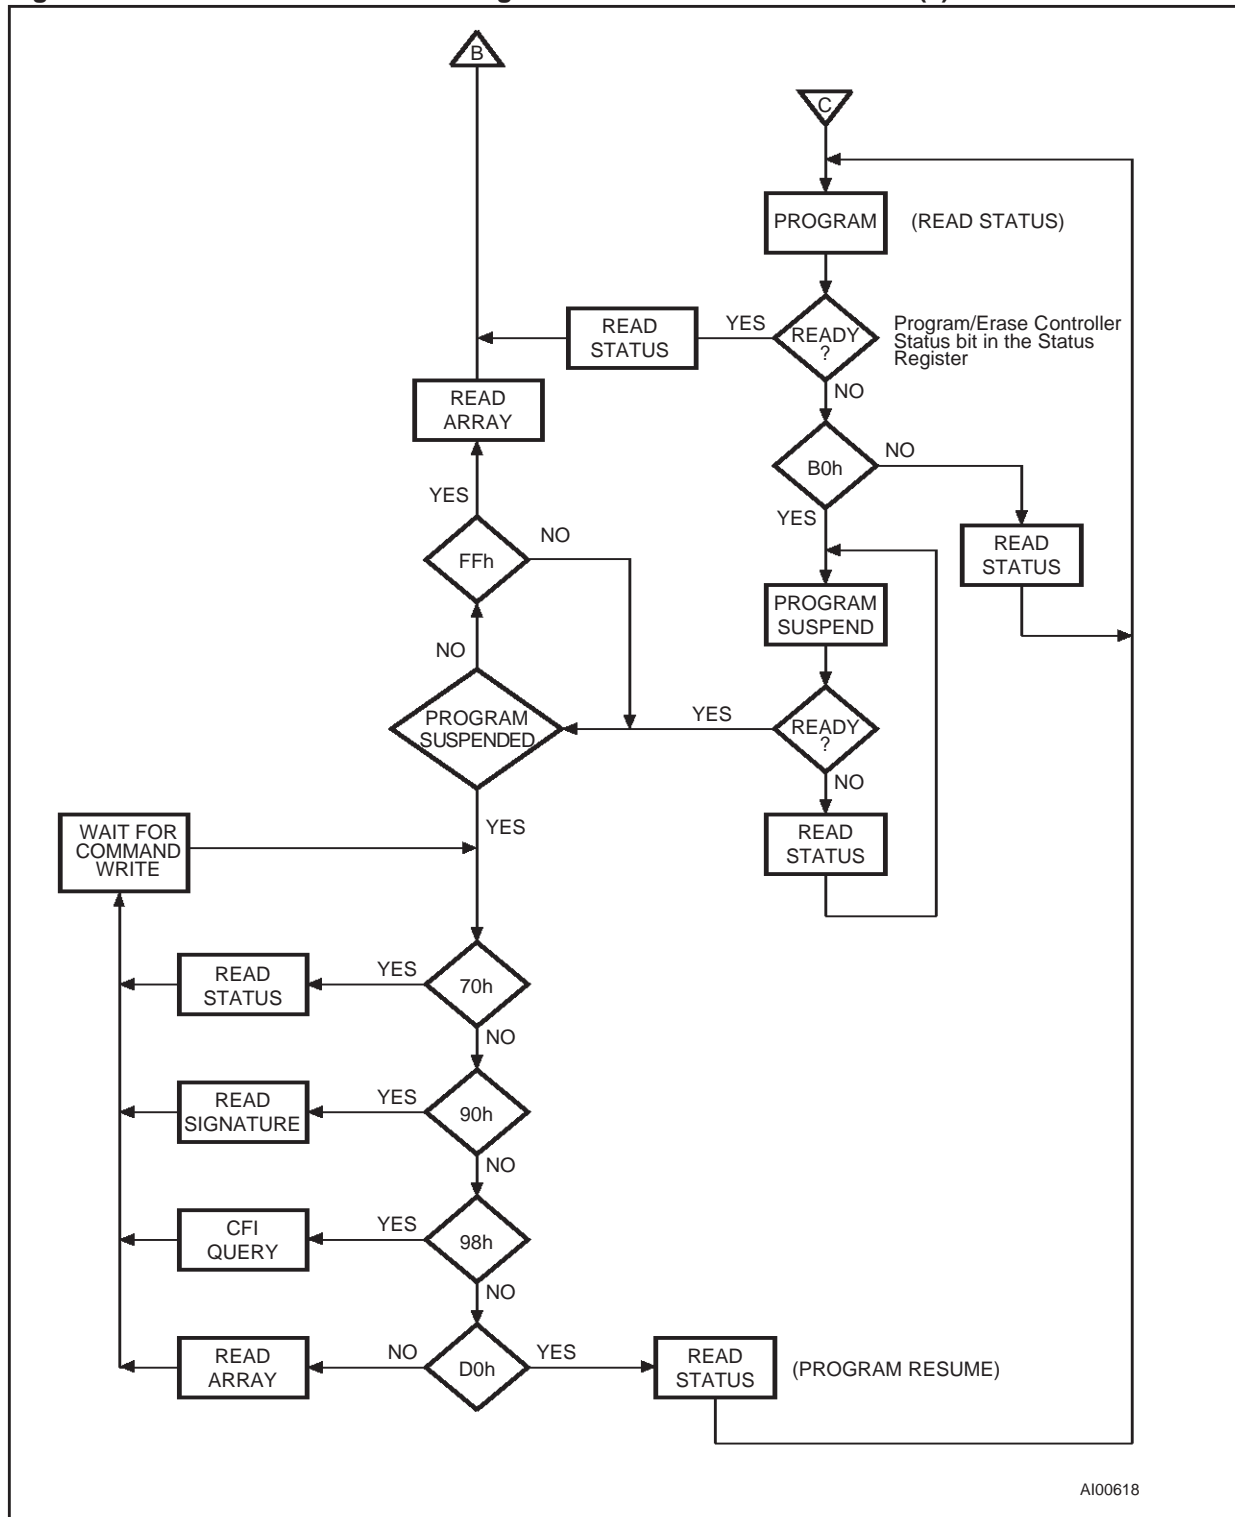 B
C
PROGRAM (READ STATUS)
READ
STATUS
YES
READY
?
Program/Erase Controller
Status bit in the Status
Register
NO
READ
ARRAY
B0h
NO
YES
YES
FFh
NO
READ
STATUS
PROGRAM
SUSPEND
NO
PROGRAM
SUSPENDED
YES
READY
?
NO
YES
WAIT FOR
COMMAND
WRITE
READ
STATUS
READ
STATUS
YES
70h
NO
READ
SIGNATURE
YES
90h
NO
CFI
QUERY
YES
98h
NO
READ
ARRAY
NO
D0h
YES
READ
STATUS
(PROGRAM RESUME)
AI00618